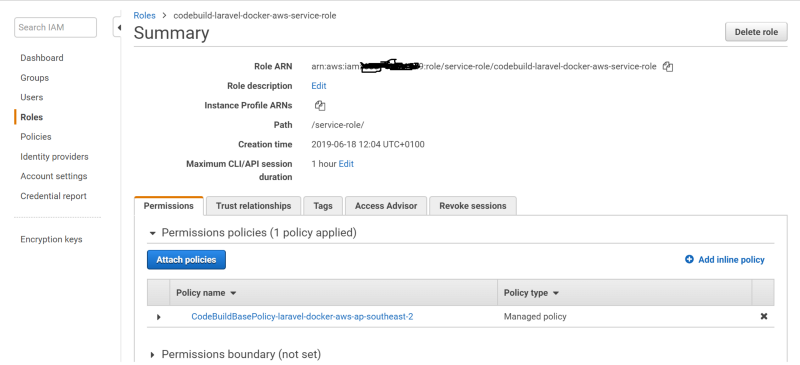 Search IAM
Dashboard
Groups
Users
Roles
Policies
Identity providers
Account settings
Credential report
Encryption keys
Roles > codebuild-laravel-docker-aws-service-role
Summary
Delete role
Role ARN arn:aws:iam: 9:role/service-role/codebuild-laravel-docker-aws-service-role
Role description Edit
Instance Profile ARNs
Path /service-role/
Creation time 2019-06-18 12:04 UTC+0100
Maximum CLI/API session 1 hour Edit
duration
Permissions Trust relationships Tags Access Advisor Revoke sessions
Permissions policies (1 policy applied)
Attach policies Add inline policy
Policy name Policy type
CodeBuildBasePolicy-laravel-docker-aws-ap-southeast-2 Managed policy
Permissions boundary (not set)